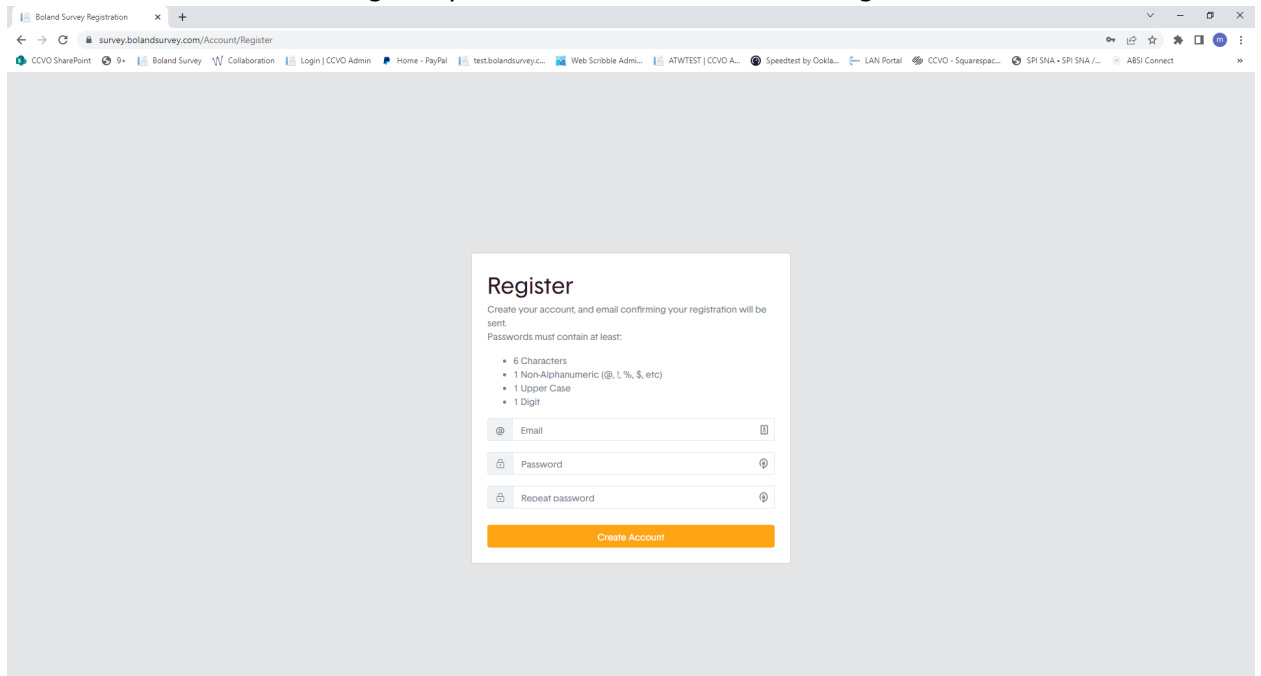 Boland Survey Registration
survey.bolandsurvey.com/Account/Register
m
CCVO SharePoint 9+ Boland Survey Collaboration Login | CCVO Admin Home - PayPal test.bolandsurvey.c... Web Scribble Admi... ATWTEST | CCVO A... Speedtest by Ookla... LAN Portal CCVO - Squarespac... SPI SNA • SPI SNA /... ABSI Connect »
Register
Create your account, and email confirming your registration will be
sent.
Passwords must contain at least:
• 6 Characters
• 1 Non-Alphanumeric (@, !, %, $, etc)
• 1 Upper Case
• 1 Digit
@ Email
Password
Repeat password
Create Account